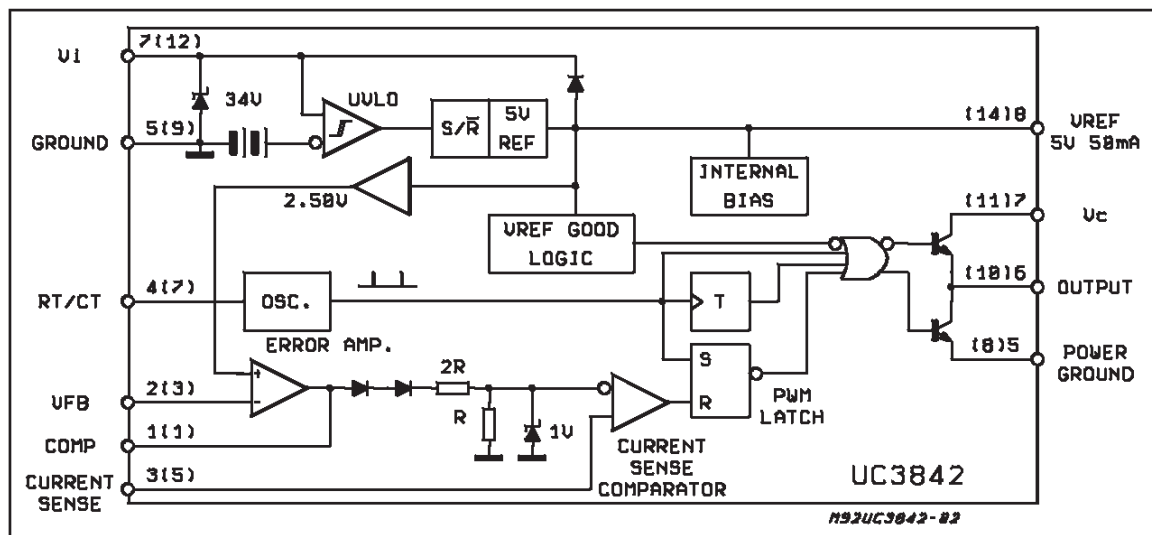 7(12)
Vi
34V
UVLO
S/R̅
5V
REF
5(9)
GROUND
(14)8
VREF
5V 50mA
2.50V
INTERNAL
BIAS
VREF GOOD
LOGIC
(11)7
Vc
4(7)
RT/CT
OSC.
T
(10)6
OUTPUT
ERROR AMP.
(8)5
POWER
GROUND
+
-
2R
R
1V
S
R
PWM
LATCH
2(3)
VFB
1(1)
COMP
3(5)
CURRENT
SENSE
CURRENT
SENSE
COMPARATOR
UC3842
M92UC3842-02